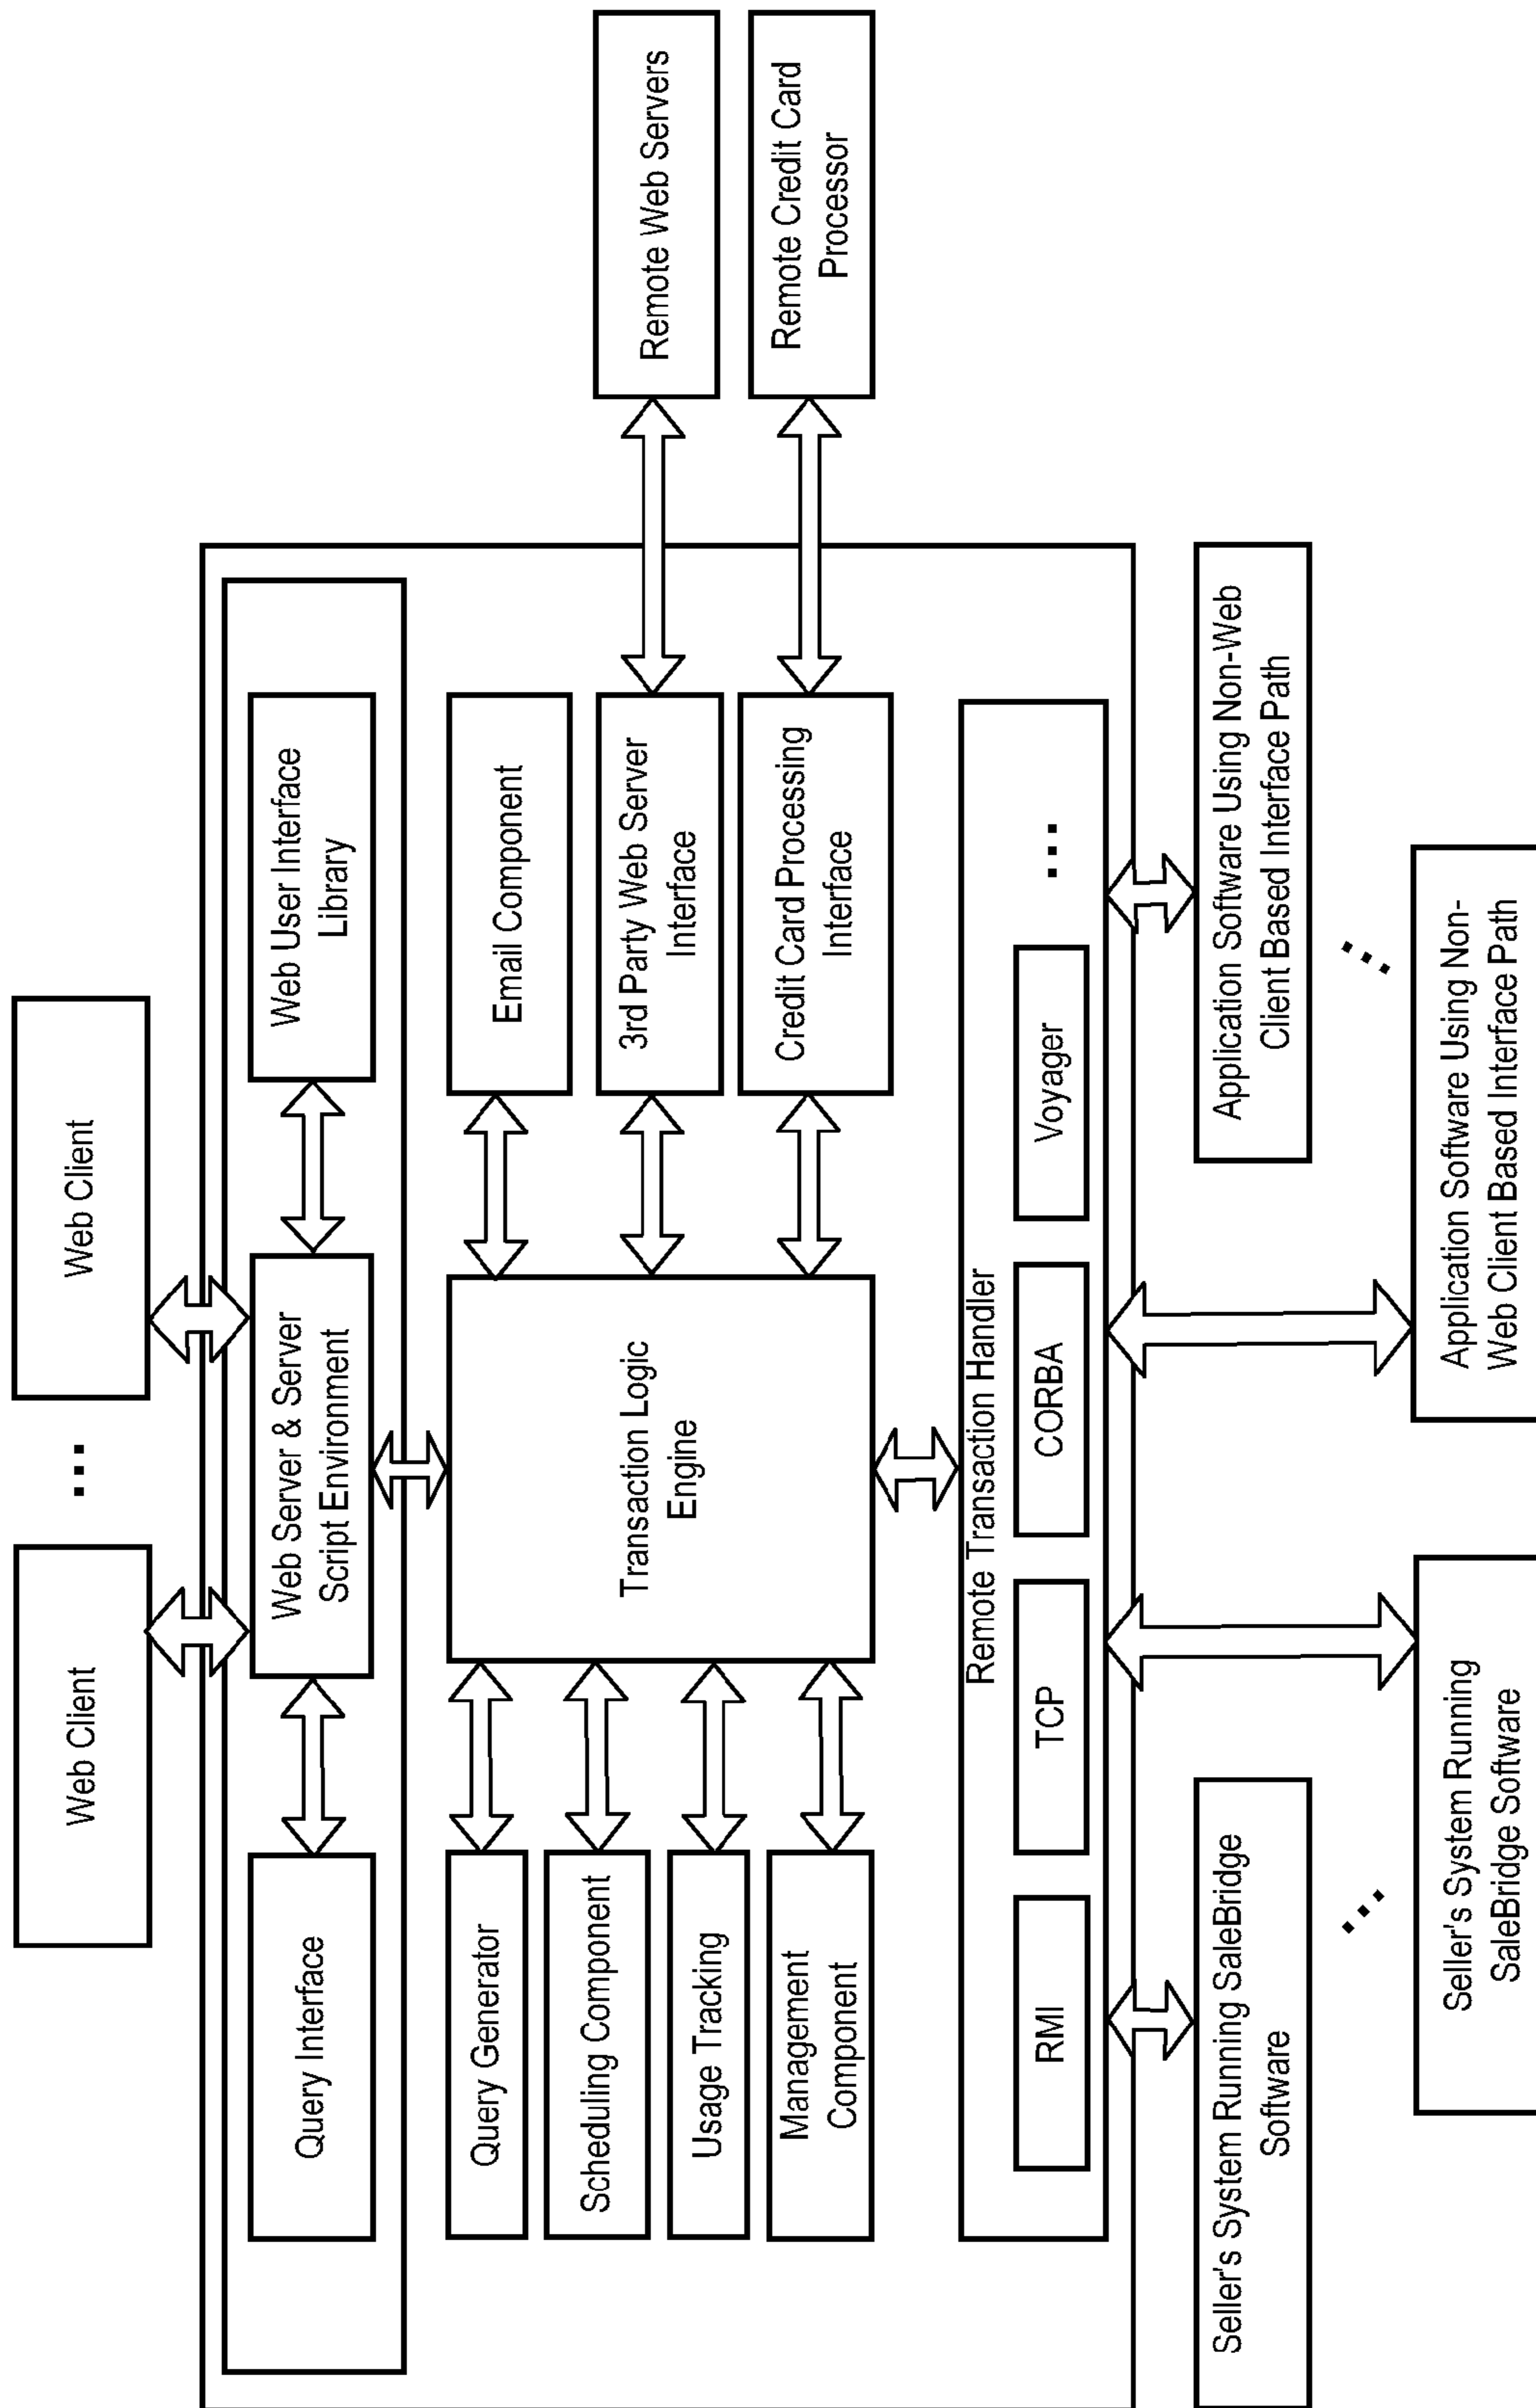 Web Client
...
Web Client
Query Interface
Web Server & Server
Script Environment
Web User Interface
Library
Query Generator
Scheduling Component
Usage Tracking
Management
Component
Transaction Logic
Engine
Email Component
3rd Party Web Server
Interface
Credit Card Processing
Interface
Remote Web Servers
Remote Credit Card
Processor
Remote Transaction Handler
RMI
TCP
CORBA
Voyager
...
Seller's System Running SaleBridge
Software
...
Seller's System Running
SaleBridge Software
Application Software Using Non-Web
Client Based Interface Path
...
Application Software Using Non-
Web Client Based Interface Path